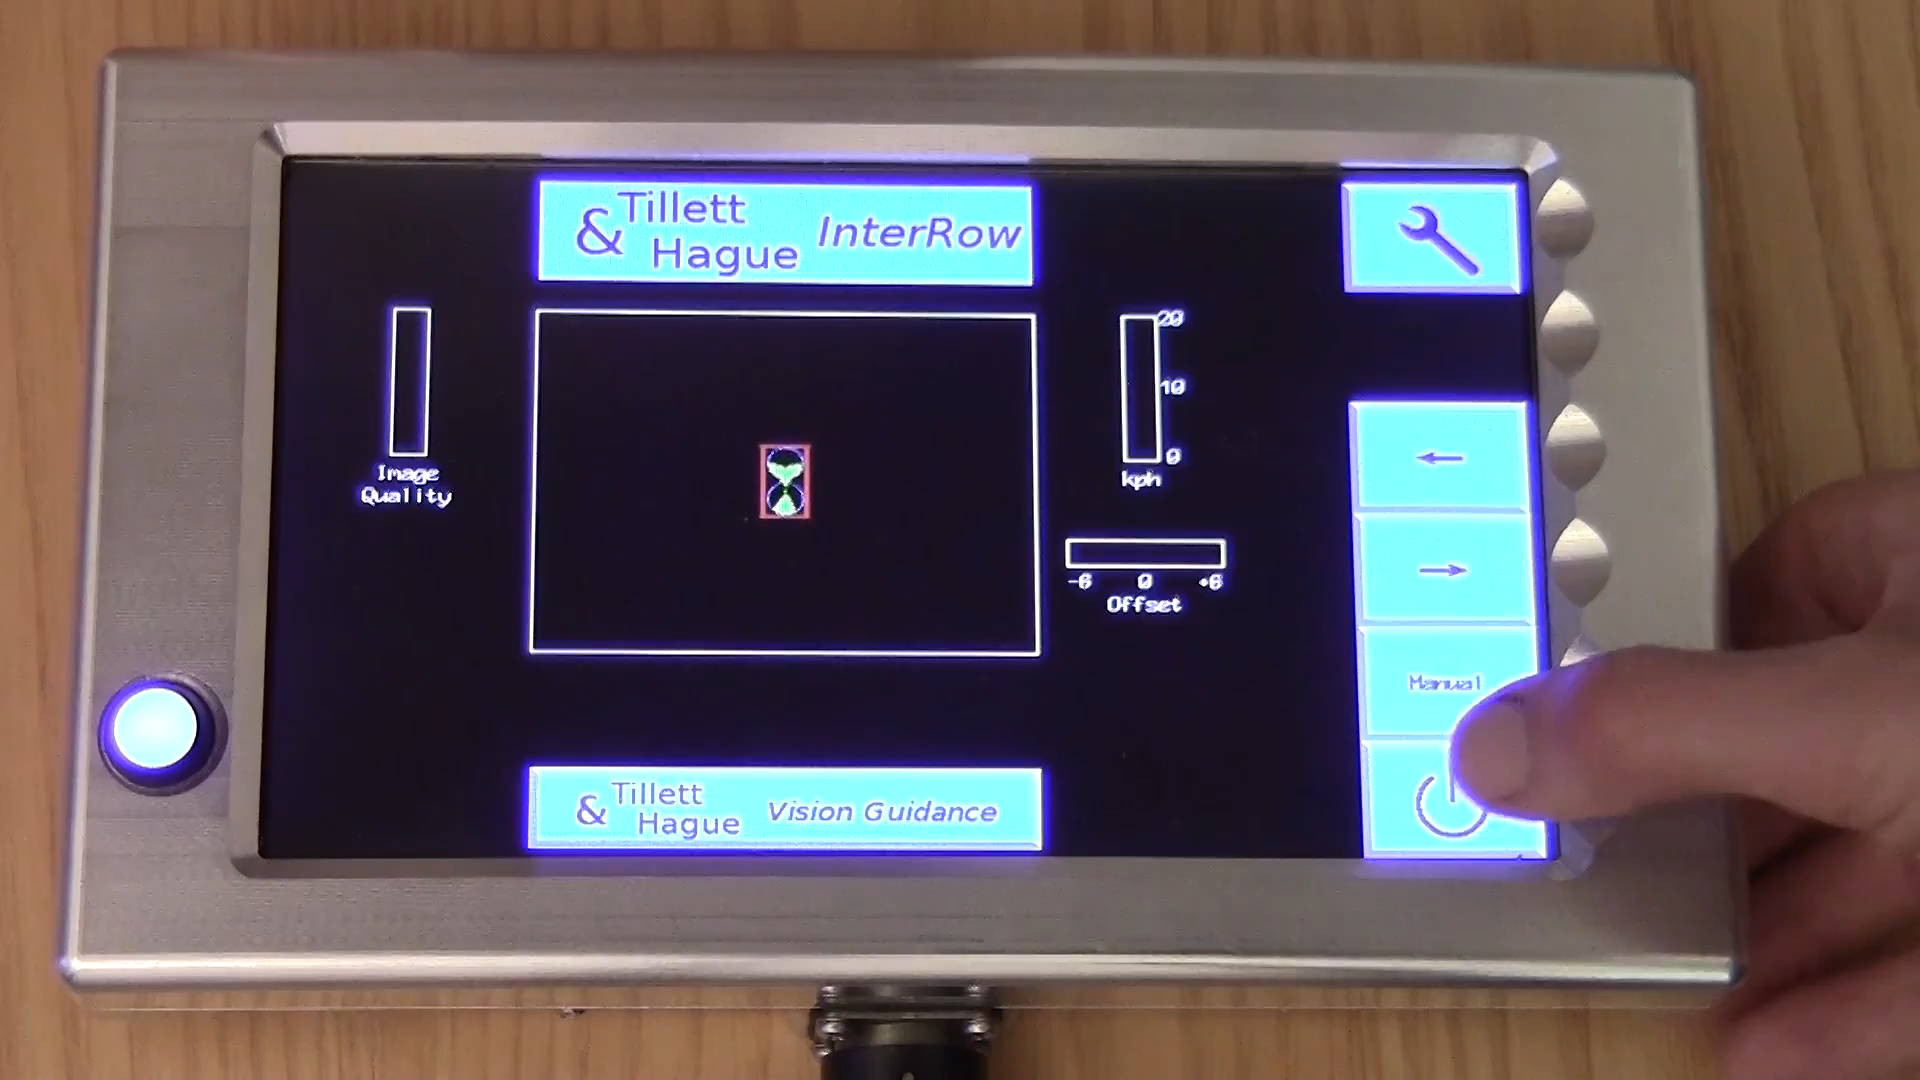 Tillett
& Hague InterRow
Image
Quality
20
10
0
kph
-6 0 +6
Offset
Manual
Tillett
& Hague Vision Guidance